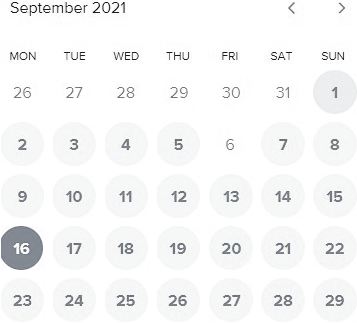 September 2021 < >
MON TUE WED THU FRI SAT SUN
26 27 28 29 30 31 1
2 3 4 5 6 7 8
9 10 11 12 13 14 15
16 17 18 19 20 21 22
23 24 25 26 27 28 29